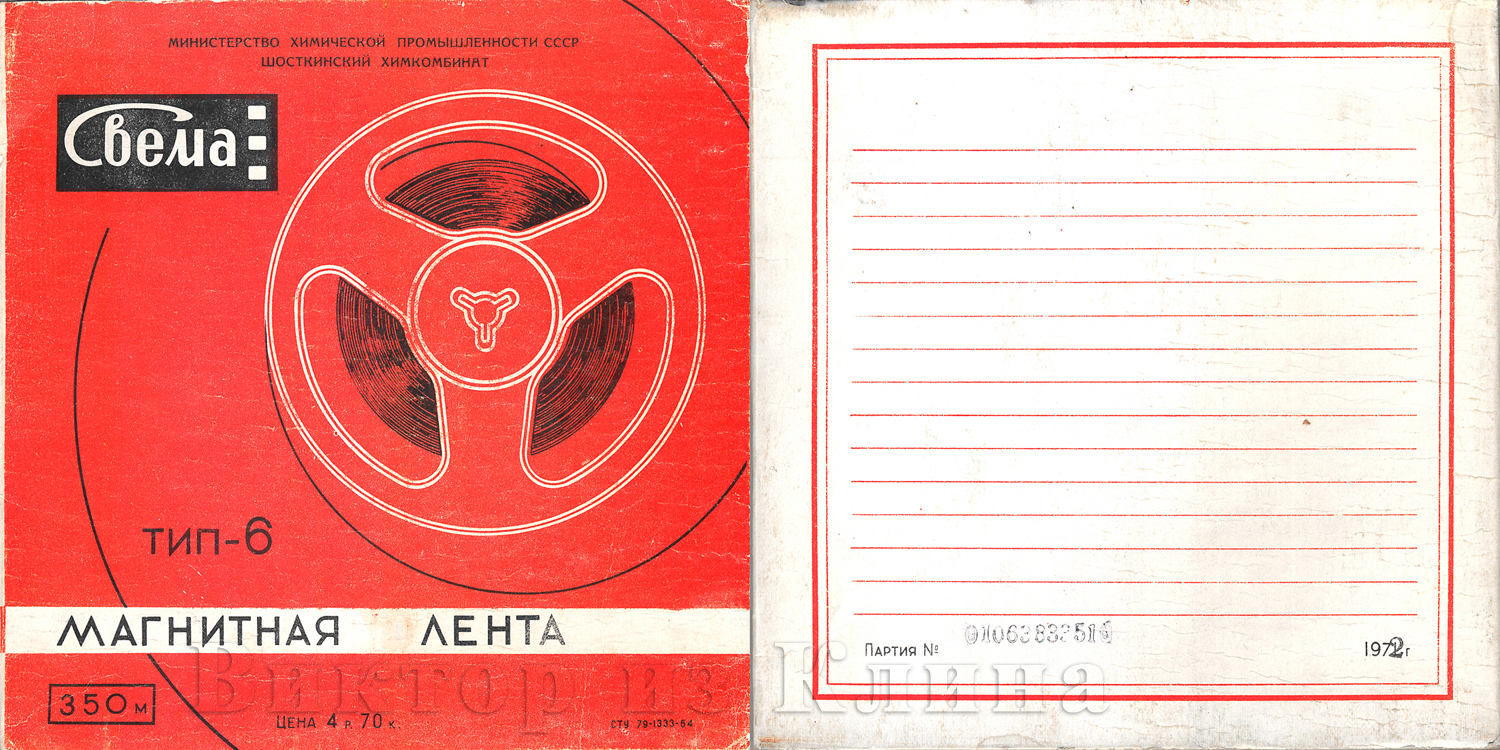 МИНИСТЕРСТВО ХИМИЧЕСКОЙ ПРОМЫШЛЕННОСТИ СССР
ШОСТКИНСКИЙ ХИМКОМБИНАТ
Свема
ТИП-6
МАГНИТНАЯ ЛЕНТА
350 м
ЦЕНА 4 Р. 70 К.
СТУ 79-1333-64
Партия №
1972 г
Виктор из Клина